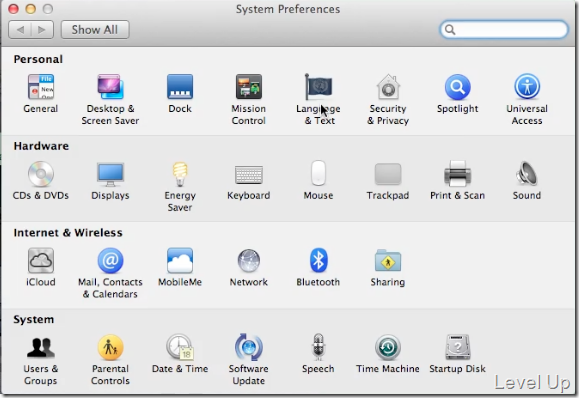 System Preferences
Show All
Personal
General
Desktop &
Screen Saver
Dock
Mission
Control
Language
& Text
Security
& Privacy
Spotlight
Universal
Access
Hardware
CDs & DVDs
Displays
Energy
Saver
Keyboard
Mouse
Trackpad
Print & Scan
Sound
Internet & Wireless
iCloud
Mail, Contacts
& Calendars
MobileMe
Network
Bluetooth
Sharing
System
Users &
Groups
Parental
Controls
Date & Time
Software
Update
Speech
Time Machine
Startup Disk
Level Up